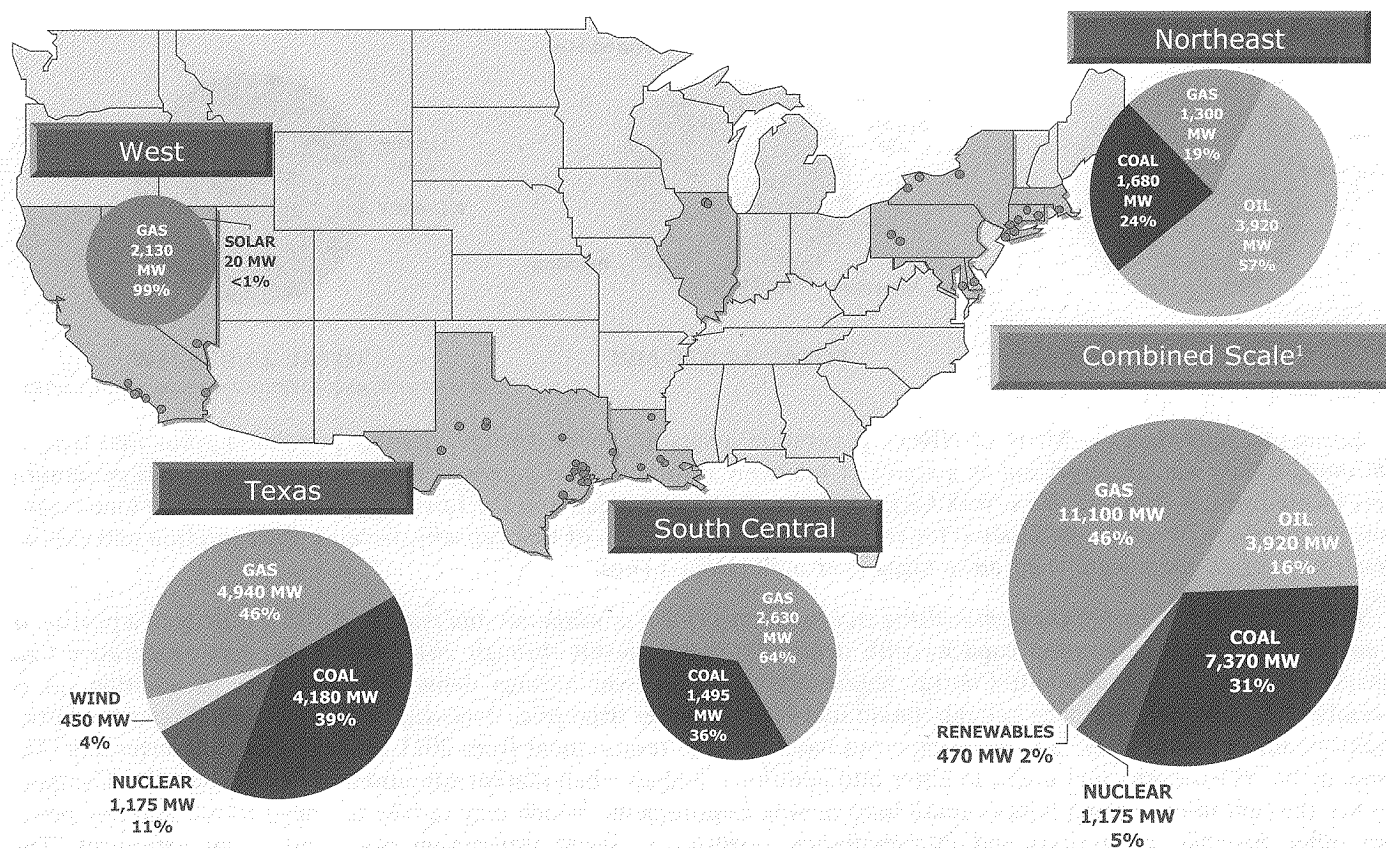 Northeast
GAS
1,300
MW
19%
COAL
1,680
MW
24%
OIL
3,920
MW
57%
West
GAS
2,130
MW
99%
SOLAR
20 MW
<1%
Combined Scale¹
GAS
11,100 MW
46%
OIL
3,920 MW
16%
COAL
7,370 MW
31%
RENEWABLES
470 MW 2%
NUCLEAR
1,175 MW
5%
Texas
GAS
4,940 MW
46%
COAL
4,180 MW
39%
WIND
450 MW
4%
NUCLEAR
1,175 MW
11%
South Central
GAS
2,630
MW
64%
COAL
1,495
MW
36%